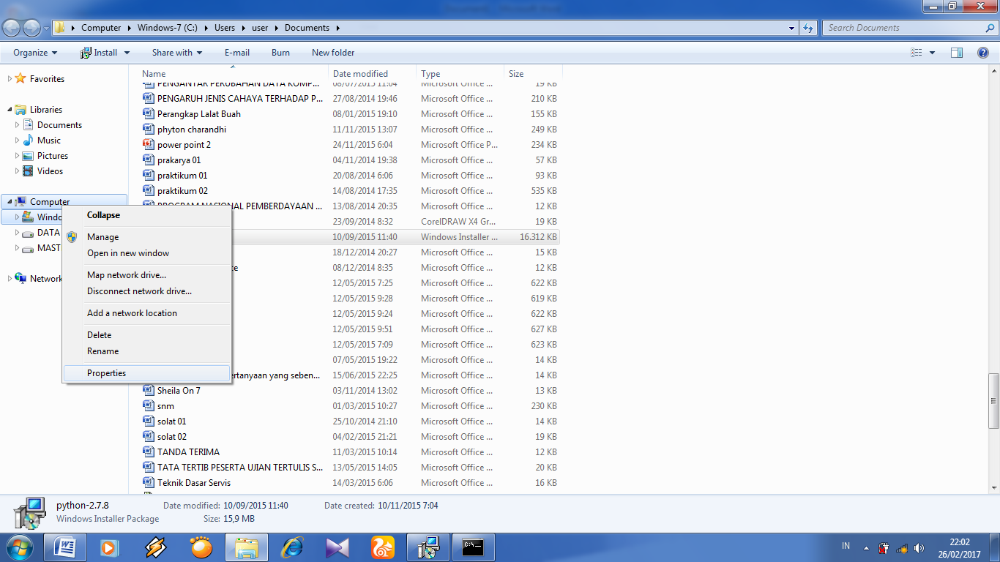 Computer Windows-7 (C:) Users user Documents
Search Documents
Organize Install Share with E-mail Burn New folder
Name Date modified Type Size
PENGANTAR PERUBAHAN DATA KOMP... 08/07/2015 11:04 Microsoft Office ... 19 KB
PENGARUH JENIS CAHAYA TERHADAP P... 27/08/2014 19:46 Microsoft Office ... 210 KB
Perangkap Lalat Buah 08/01/2015 19:10 Microsoft Office ... 155 KB
phyton charandhi 11/11/2015 13:07 Microsoft Office ... 249 KB
power point 2 24/11/2015 6:04 Microsoft Office P... 234 KB
prakarya 01 04/11/2014 19:38 Microsoft Office ... 57 KB
praktikum 01 20/08/2014 6:06 Microsoft Office ... 93 KB
praktikum 02 14/08/2014 17:35 Microsoft Office ... 535 KB
PROGRAM NASIONAL PEMBERDAYAAN ... 13/08/2014 20:35 Microsoft Office ... 12 KB
23/09/2014 8:32 CorelDRAW X4 Gr... 19 KB
10/09/2015 11:40 Windows Installer ... 16.312 KB
18/12/2014 20:27 Microsoft Office ... 15 KB
ce 08/12/2014 8:35 Microsoft Office ... 12 KB
12/05/2015 7:25 Microsoft Office ... 622 KB
12/05/2015 9:28 Microsoft Office ... 619 KB
12/05/2015 9:24 Microsoft Office ... 622 KB
12/05/2015 9:51 Microsoft Office ... 627 KB
12/05/2015 7:09 Microsoft Office ... 623 KB
07/05/2015 19:22 Microsoft Office ... 14 KB
ertanyaan yang seben... 15/06/2015 22:25 Microsoft Office ... 14 KB
Sheila On 7 03/11/2014 13:02 Microsoft Office ... 13 KB
snm 01/03/2015 10:27 Microsoft Office ... 230 KB
solat 01 25/10/2014 21:10 Microsoft Office ... 14 KB
solat 02 04/02/2015 21:21 Microsoft Office ... 19 KB
TANDA TERIMA 11/03/2015 10:14 Microsoft Office ... 12 KB
TATA TERTIB PESERTA UJIAN TERTULIS S... 13/05/2015 14:05 Microsoft Office ... 20 KB
Teknik Dasar Servis 14/03/2015 6:06 Microsoft Office ... 16 KB
Favorites
Libraries
Documents
Music
Pictures
Videos
Computer
Windo
DATA
MAST
Network
Collapse
Manage
Open in new window
Map network drive...
Disconnect network drive...
Add a network location
Delete
Rename
Properties
python-2.7.8 Date modified: 10/09/2015 11:40 Date created: 10/11/2015 7:04
Windows Installer Package Size: 15,9 MB
C:\
IN
22:02
26/02/2017